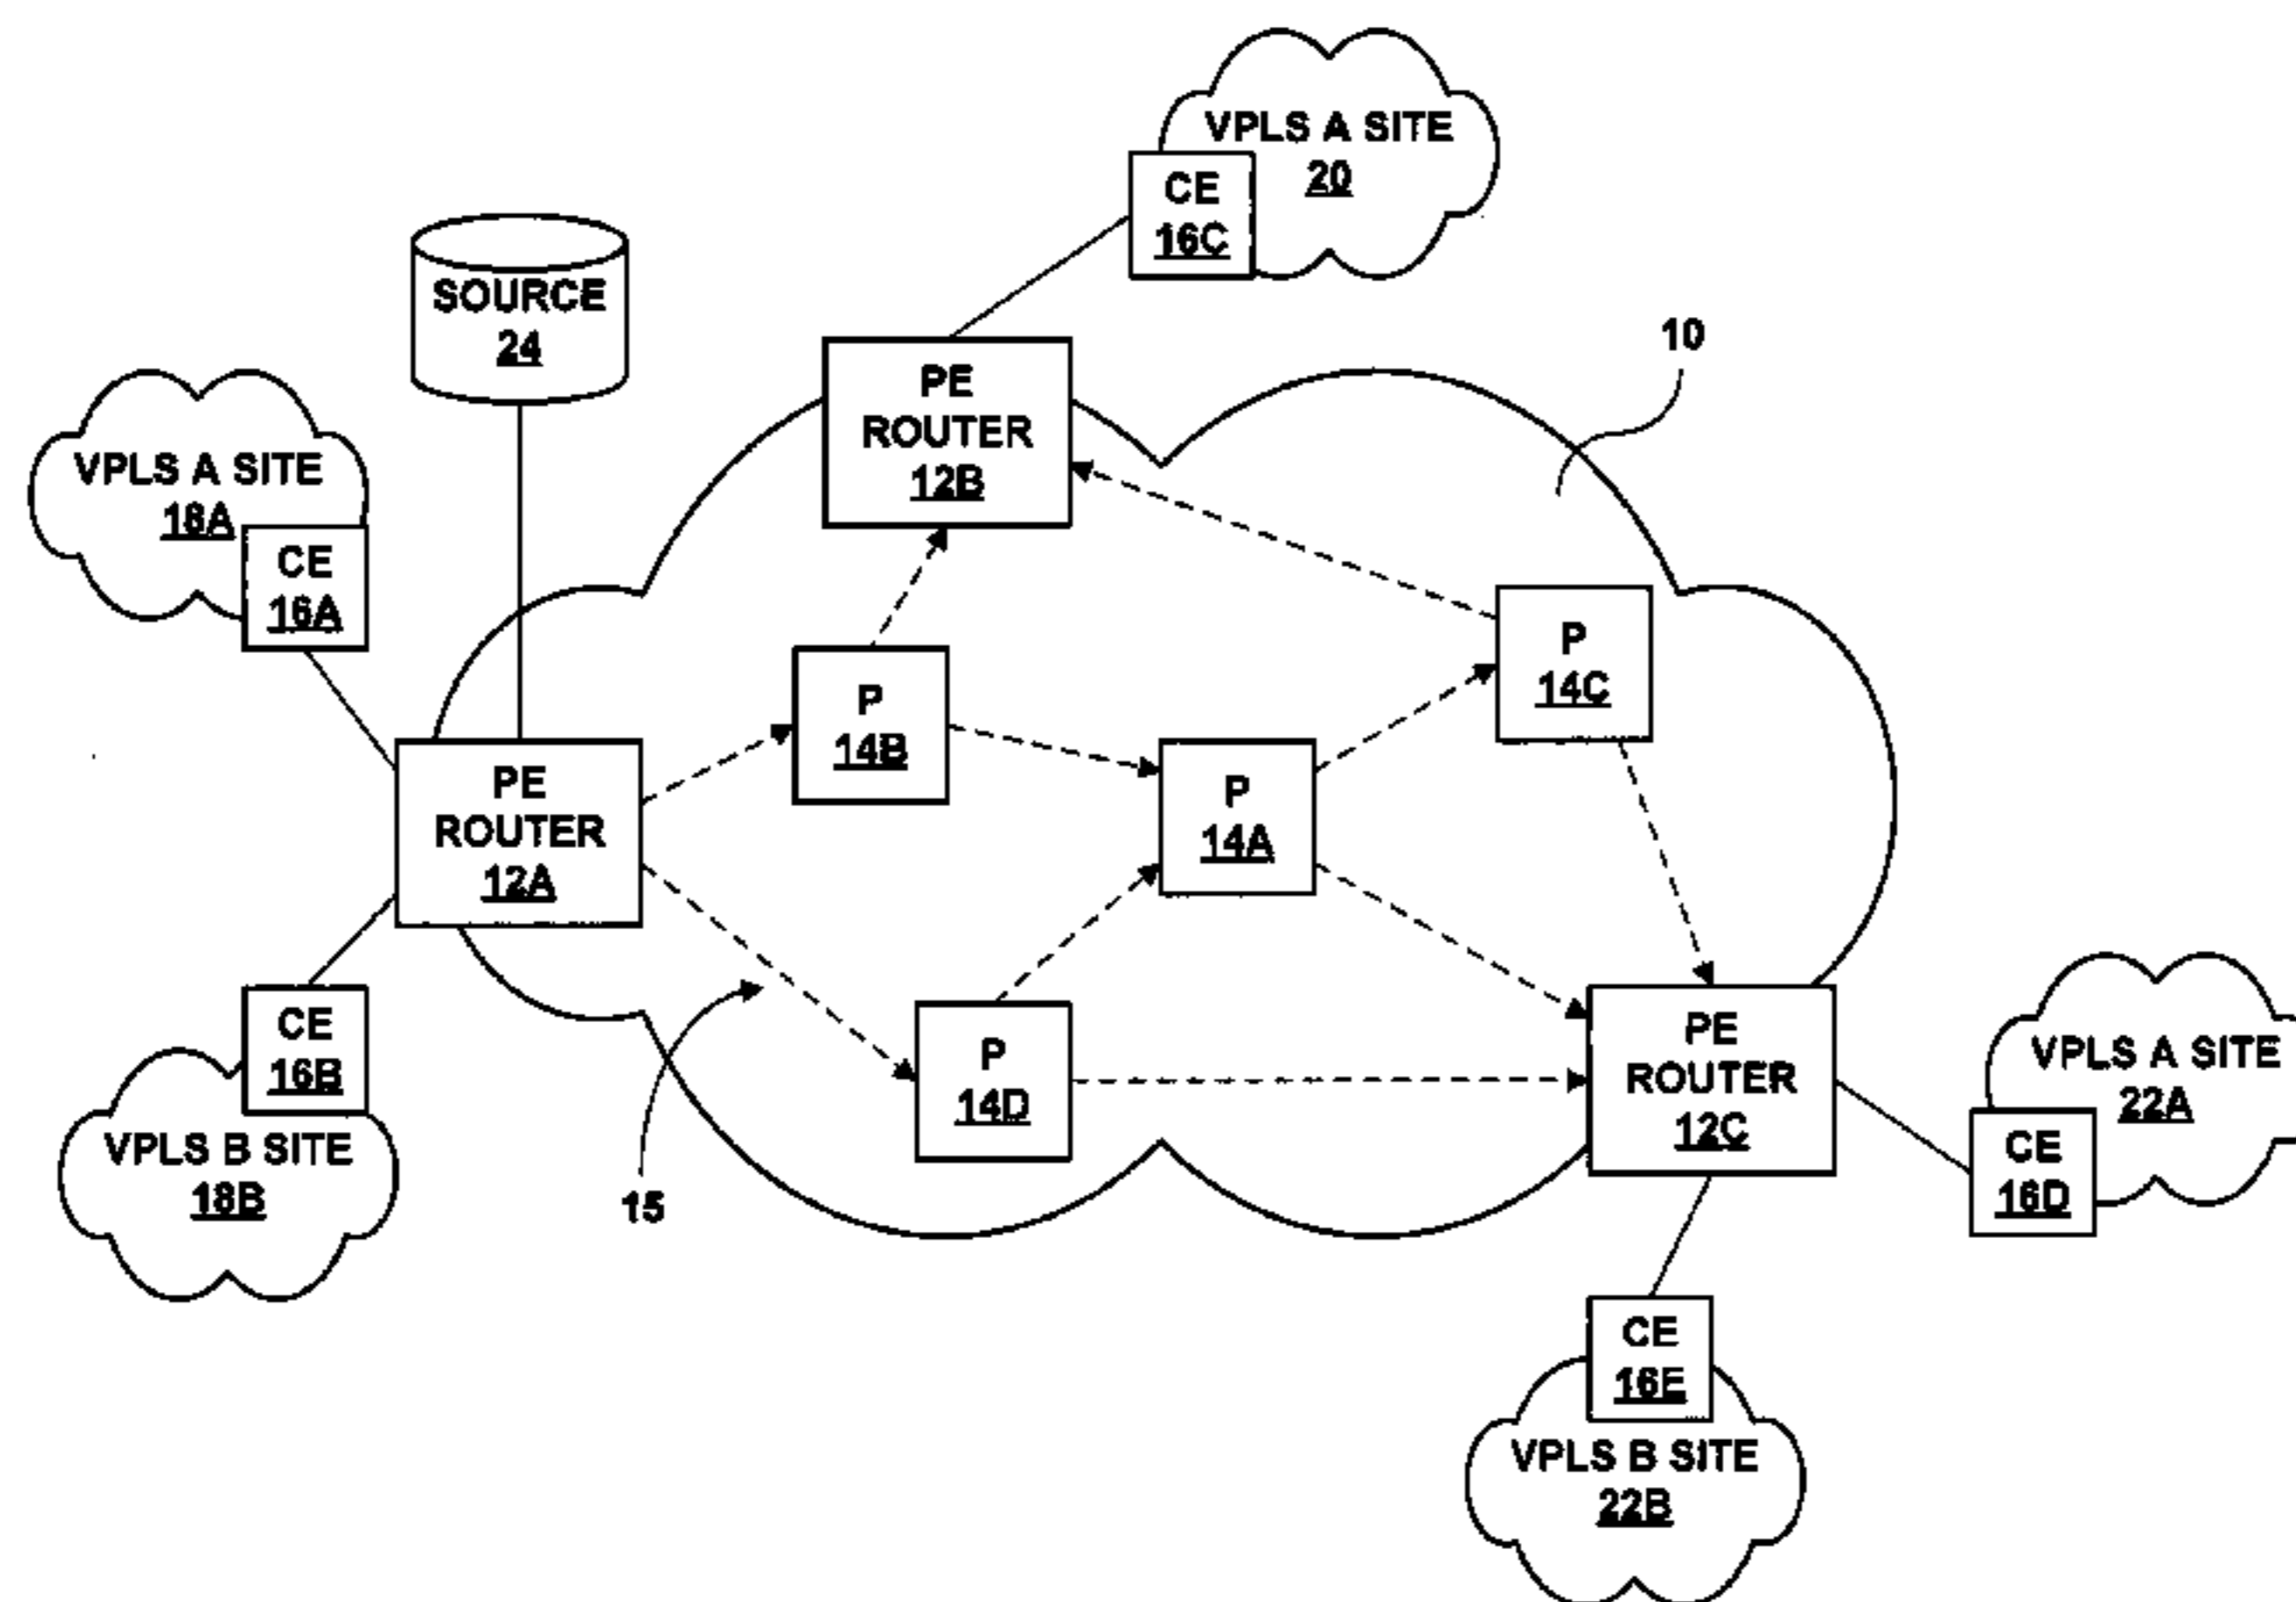 VPLS A SITE
20
CE
16C
SOURCE
24
10
PE
ROUTER
12B
VPLS A SITE
18A
CE
16A
P
14C
P
14B
PE
ROUTER
12A
P
14A
CE
16B
VPLS B SITE
18B
15
P
14D
PE
ROUTER
12C
VPLS A SITE
22A
CE
16D
CE
16E
VPLS B SITE
22B